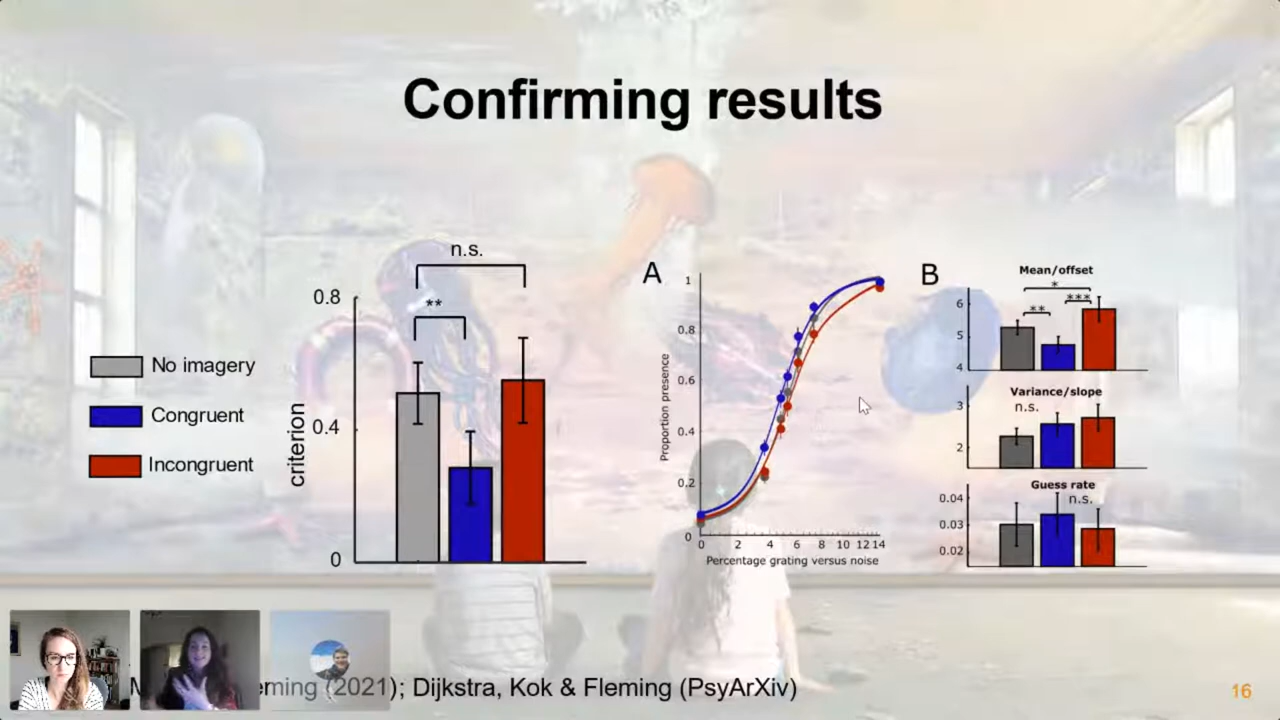 Confirming results
No imagery
Congruent
Incongruent
criterion
0.8
0.4
0
n.s.
**
A
Proportion presence
1
0.8
0.6
0.4
0.2
0
0 2 4 6 8 10 12 14
Percentage grating versus noise
B
Mean/offset
*
** ***
6
5
4
Variance/slope
n.s.
3
2
Guess rate
n.s.
0.04
0.03
0.02
(2021); Dijkstra, Kok & Fleming (PsyArXiv)
16